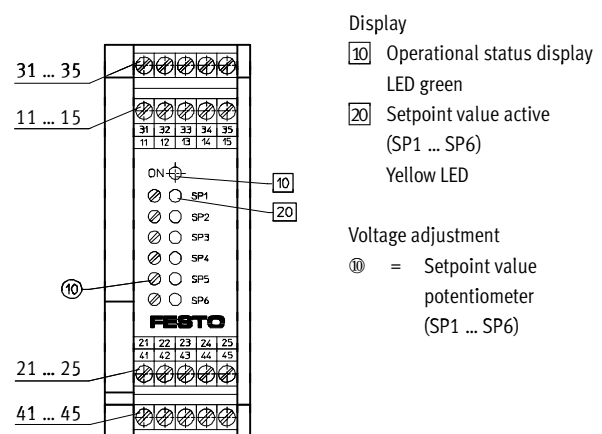 31 ... 35
11 ... 15
31 32 33 34 35
11 12 13 14 15
ON
10
SP1
20
SP2
SP3
SP4
⑩
SP5
SP6
FESTO
21 22 23 24 25
41 42 43 44 45
21 ... 25
41 ... 45
Display
10 Operational status display
LED green
20 Setpoint value active
(SP1 ... SP6)
Yellow LED
Voltage adjustment
⑩ = Setpoint value
potentiometer
(SP1 ... SP6)